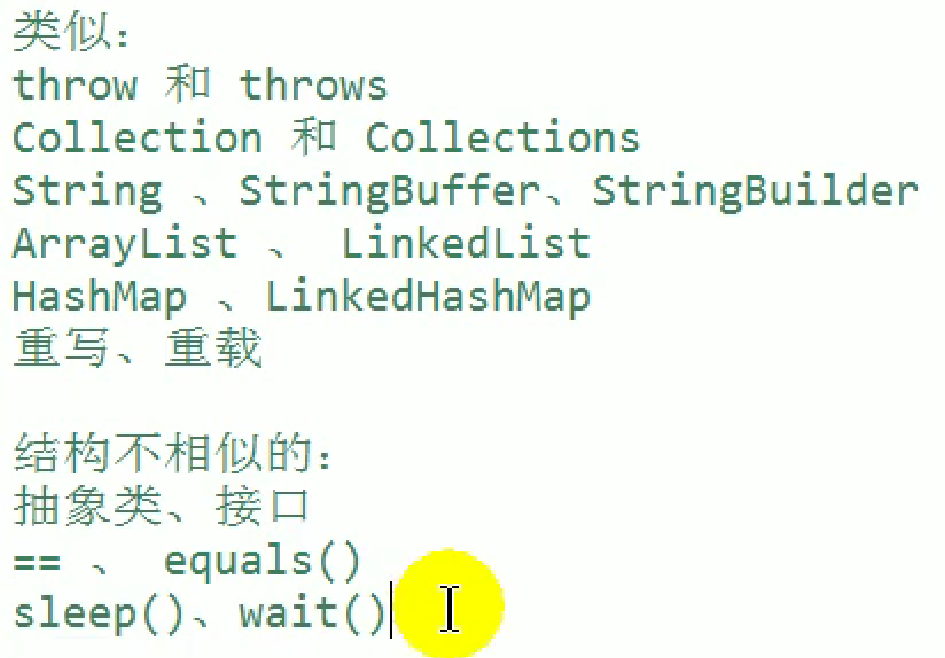 类似：
throw 和 throws
Collection 和 Collections
String 、StringBuffer、StringBuilder
ArrayList 、 LinkedList
HashMap 、LinkedHashMap
重写、重载
结构不相似的：
抽象类、接口
== 、 equals()
sleep()、wait()